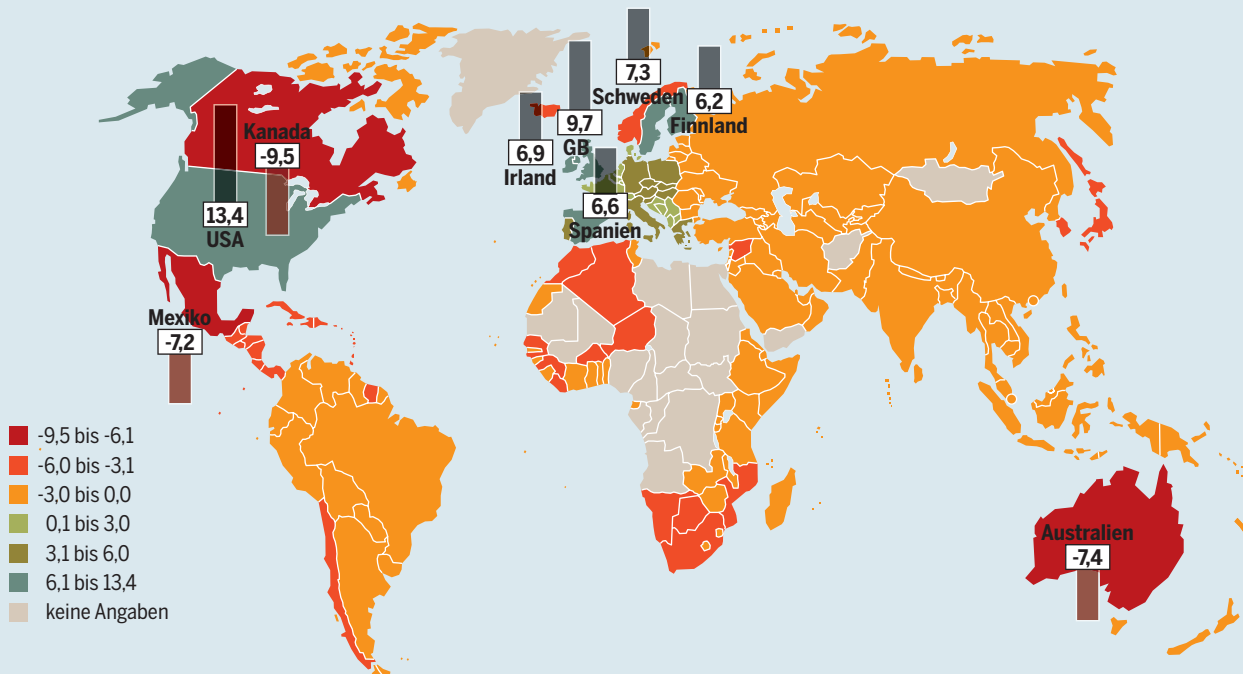 7,3
Schweden
6,2
Finnland
9,7
GB
6,9
Irland
6,6
Spanien
Kanada
-9,5
13,4
USA
Mexiko
-7,2
Australien
-7,4
-9,5 bis -6,1
-6,0 bis -3,1
-3,0 bis 0,0
0,1 bis 3,0
3,1 bis 6,0
6,1 bis 13,4
keine Angaben